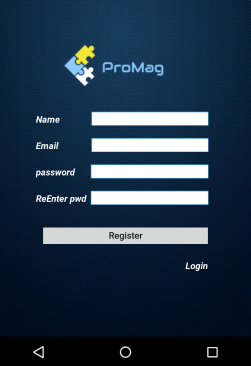 ProMag
Name
Email
password
ReEnter pwd
Register
Login